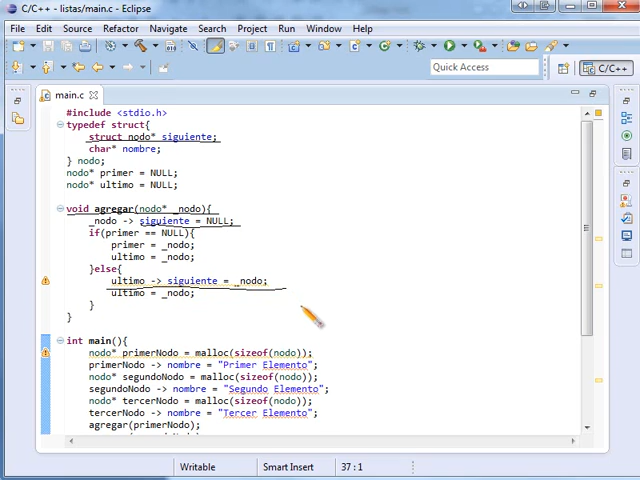 C/C++ - listas/main.c - Eclipse
File Edit Source Refactor Navigate Search Project Run Window Help
Quick Access
C/C++
main.c
#include <stdio.h>
typedef struct{
struct nodo* siguiente;
char* nombre;
} nodo;
nodo* primer = NULL;
nodo* ultimo = NULL;
void agregar(nodo* _nodo){
_nodo -> siguiente = NULL;
if(primer == NULL){
primer = _nodo;
ultimo = _nodo;
}else{
ultimo -> siguiente = _nodo;
ultimo = _nodo;
}
}
int main(){
nodo* primerNodo = malloc(sizeof(nodo));
primerNodo -> nombre = "Primer Elemento";
nodo* segundoNodo = malloc(sizeof(nodo));
segundoNodo -> nombre = "Segundo Elemento";
nodo* tercerNodo = malloc(sizeof(nodo));
tercerNodo -> nombre = "Tercer Elemento";
agregar(primerNodo);
Writable Smart Insert 37 : 1